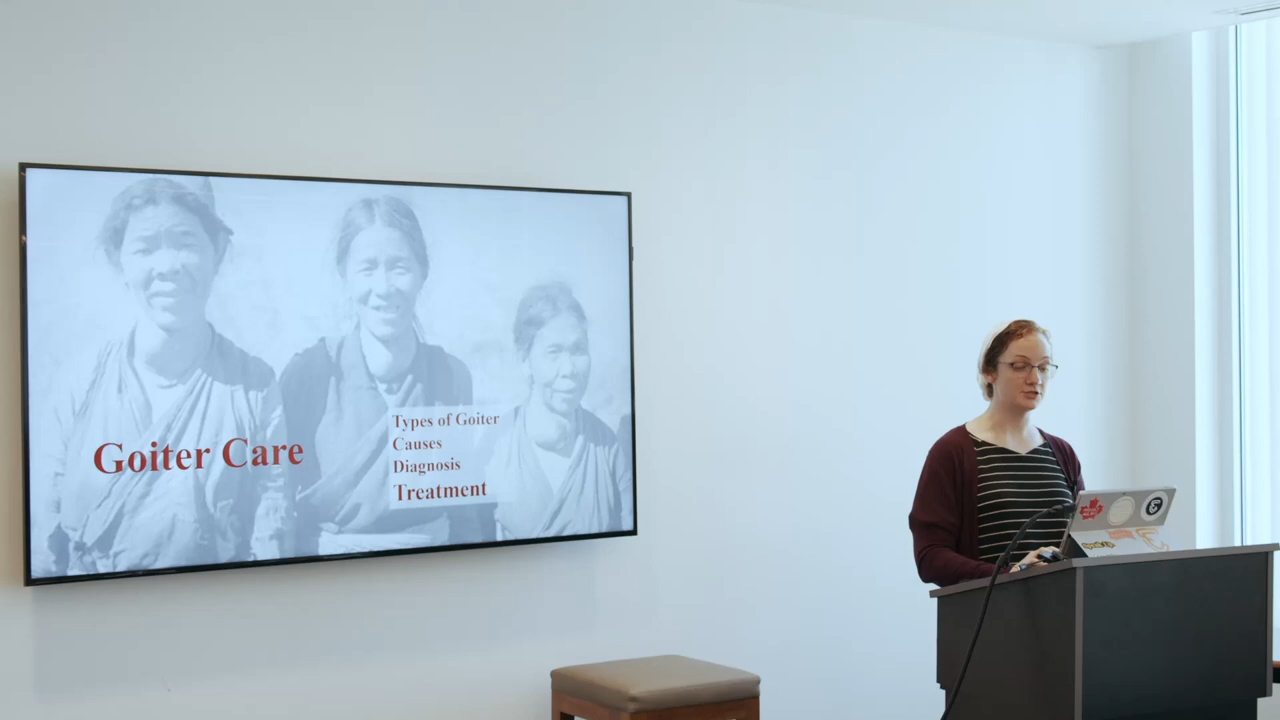 Goiter Care
Types of Goiter
Causes
Diagnosis
Treatment